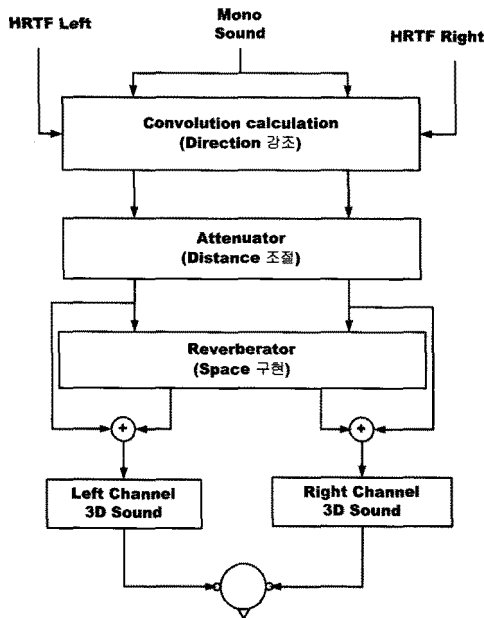 HRTF Left
Mono
Sound
HRTF Right
Convolution calculation
(Direction 강조)
Attenuator
(Distance 조절)
Reverberator
(Space 구현)
+
+
Left Channel
3D Sound
Right Channel
3D Sound